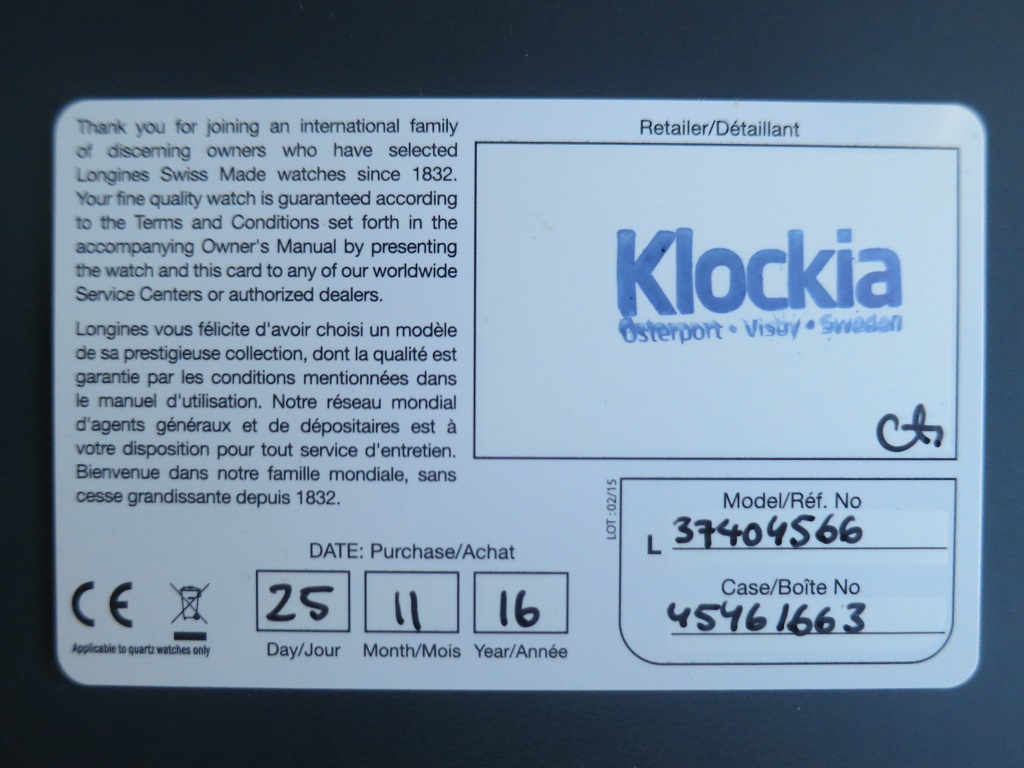 Thank you for joining an international family
of discerning owners who have selected
Longines Swiss Made watches since 1832.
Your fine quality watch is guaranteed according
to the Terms and Conditions set forth in the
accompanying Owner's Manual by presenting
the watch and this card to any of our worldwide
Service Centers or authorized dealers.
Longines vous félicite d'avoir choisi un modèle
de sa prestigieuse collection, dont la qualité est
garantie par les conditions mentionnées dans
le manuel d'utilisation. Notre réseau mondial
d'agents généraux et de dépositaires est à
votre disposition pour tout service d'entretien.
Bienvenue dans notre famille mondiale, sans
cesse grandissante depuis 1832.
Retailer/Détaillant
Klockia
Österport • Visby • Sweden
LOT : 02/15
Model/Réf. No
L 37404566
Case/Boîte No
45461663
DATE: Purchase/Achat
25 11 16
Day/Jour Month/Mois Year/Année
CE
Applicable to quartz watches only